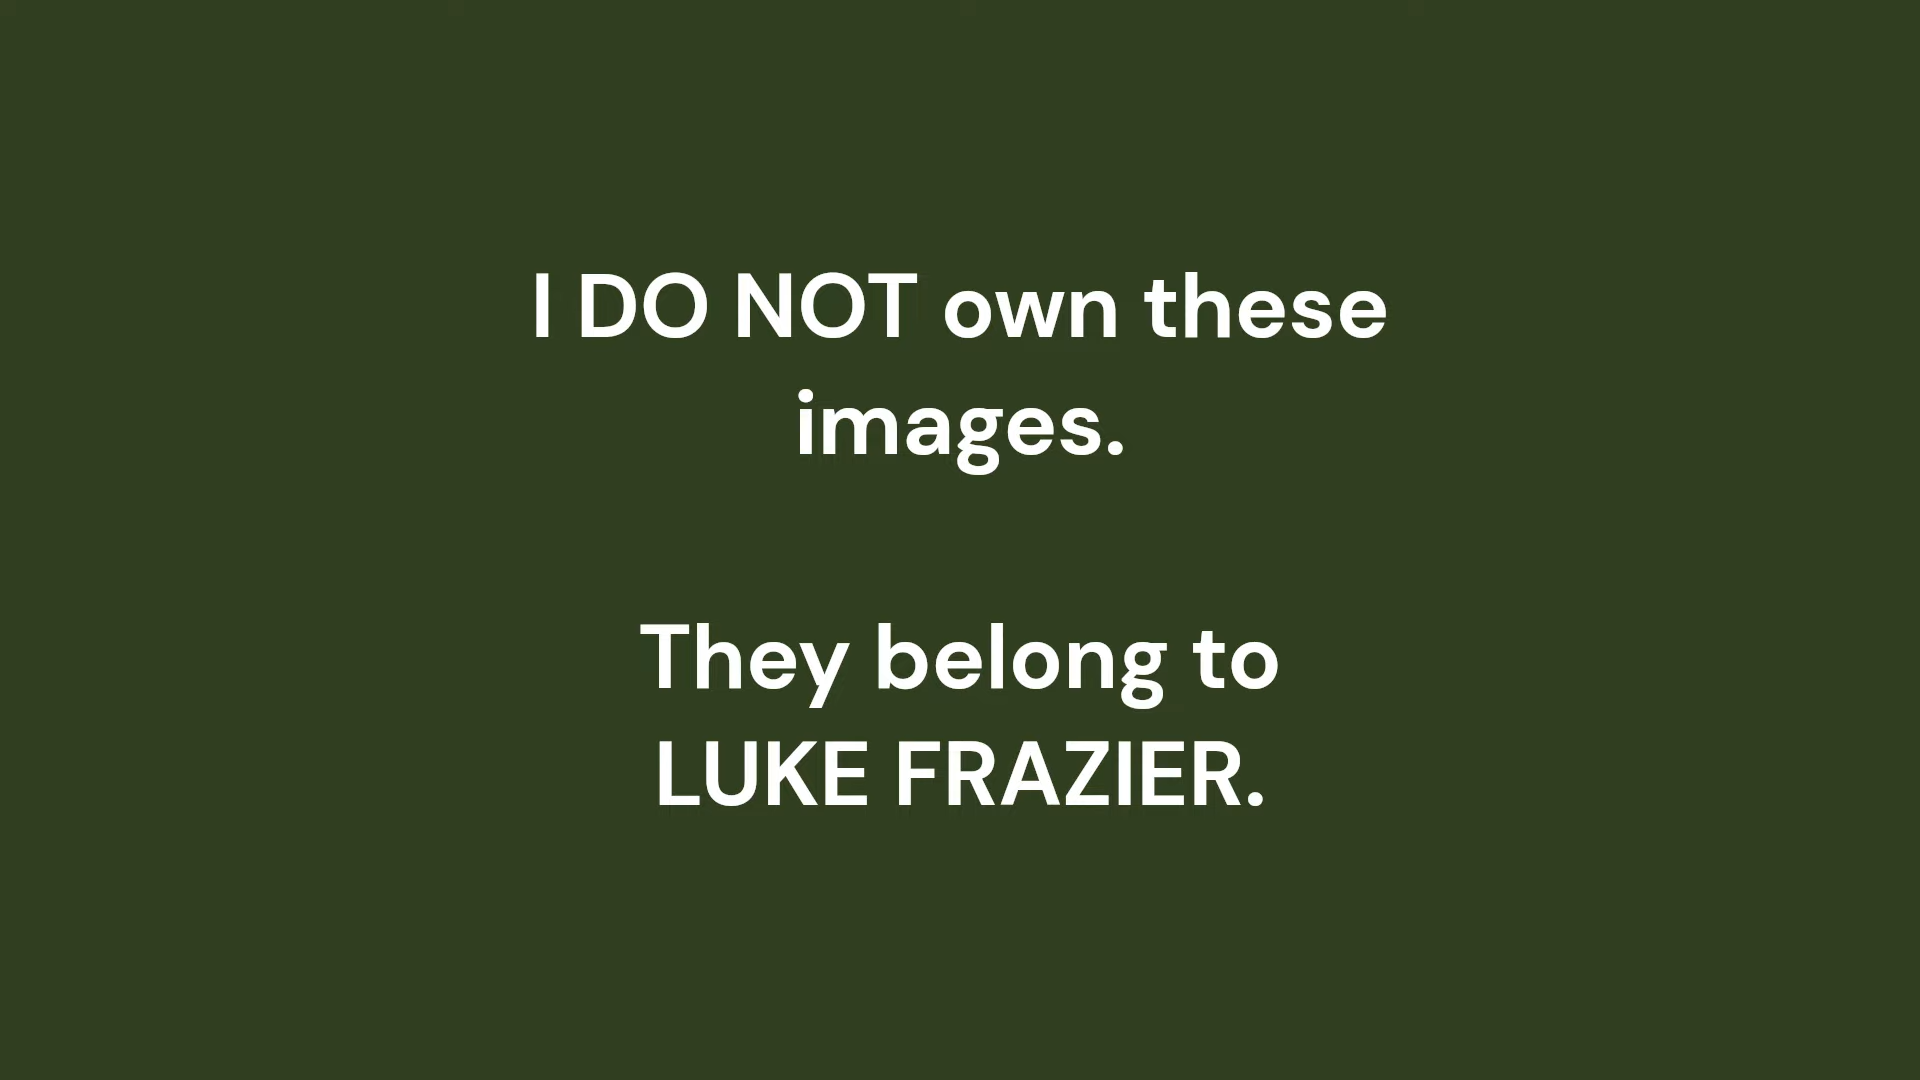 I DO NOT own these
images.
They belong to
LUKE FRAZIER.